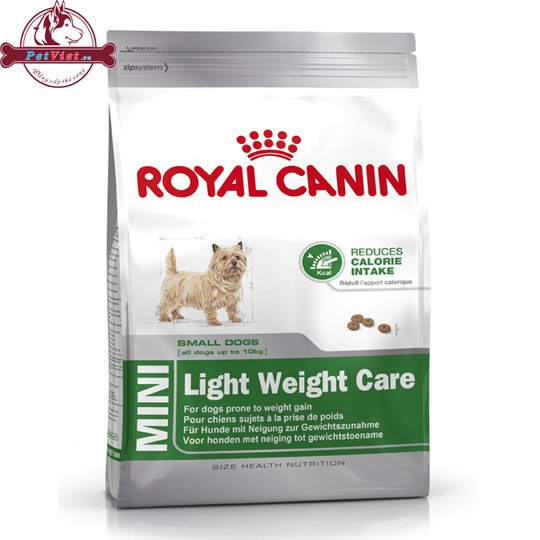 PetViet.vn
easyopen
zipsystem
ROYAL CANIN
REDUCES
CALORIE
INTAKE
Kcal
Réduit l'apport calorique
SMALL DOGS
[all dogs up to 10kg]
MINI
Light Weight Care
For dogs prone to weight gain
Pour chiens sujets à la prise de poids
Für Hunde mit Neigung zur Gewichtszunahme
Voor honden met neiging tot gewichtstoename
SIZE HEALTH NUTRITION